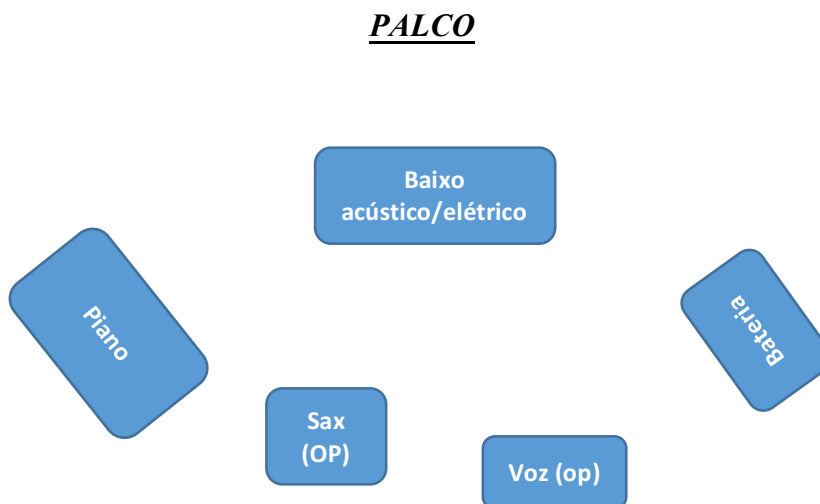 PALCO
Baixo
acústico/elétrico
Piano
Bateria
Sax
(OP)
Voz (op)